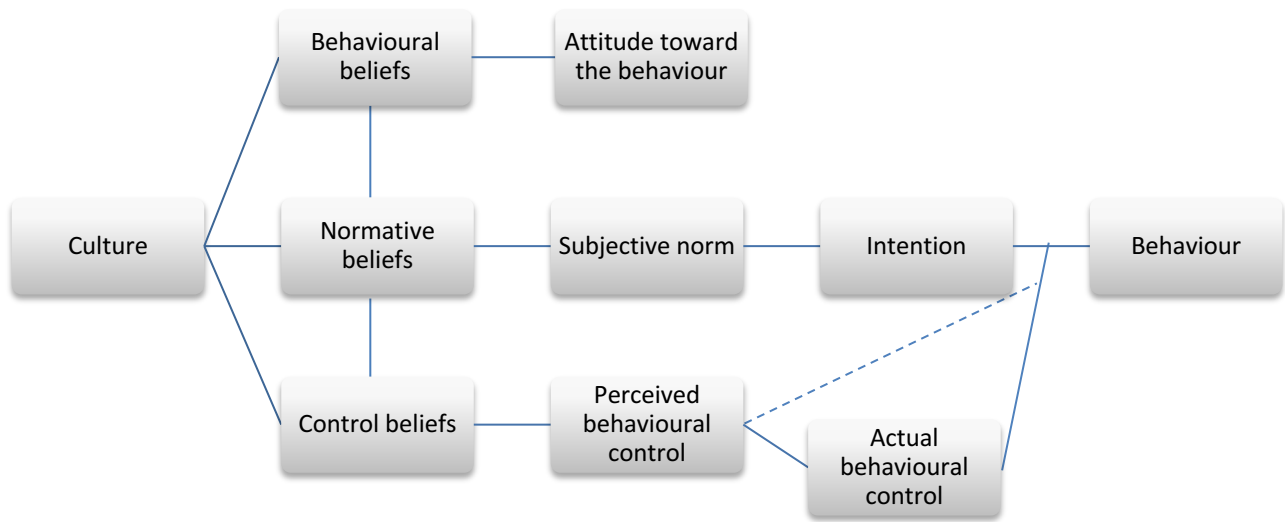 Behavioural
beliefs
Attitude toward
the behaviour
Culture
Normative
beliefs
Subjective norm
Intention
Behaviour
Control beliefs
Perceived
behavioural
control
Actual
behavioural
control